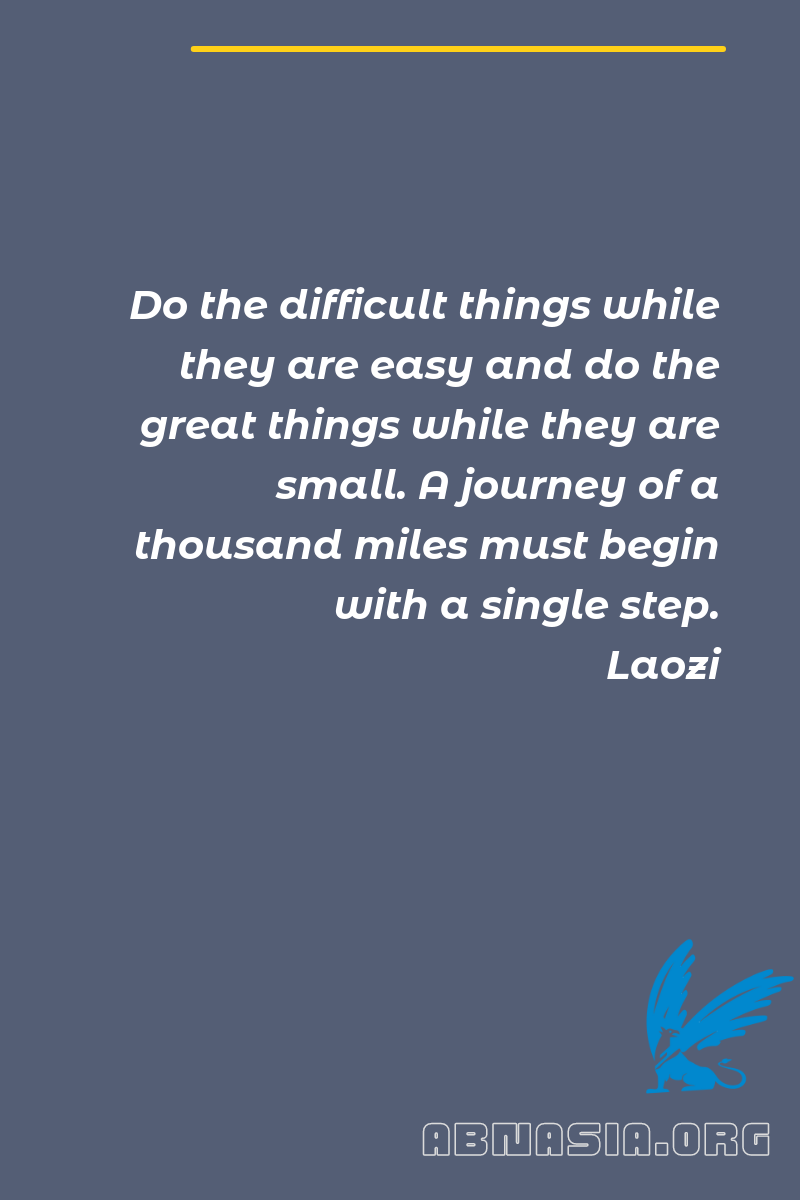 Do the difficult things while
they are easy and do the
great things while they are
small. A journey of a
thousand miles must begin
with a single step.
Laozi
ABNASIA.ORG